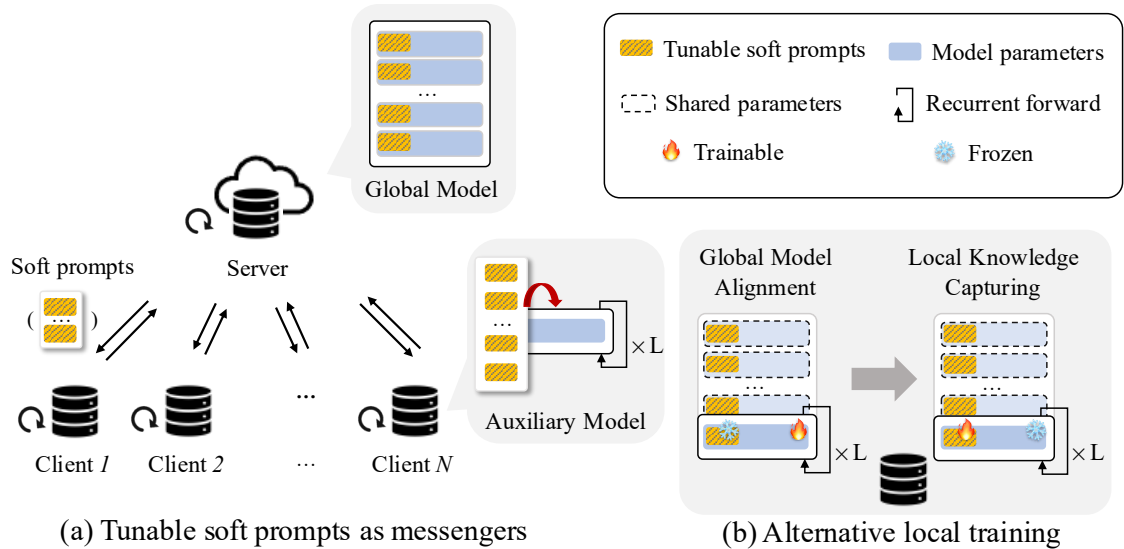 ...
Global Model
Tunable soft prompts
Model parameters
Shared parameters
Recurrent forward
Trainable
Frozen
Server
Soft prompts
(
...
)
...
× L
Auxiliary Model
...
Client 1
Client 2
...
Client N
Global Model
Alignment
Local Knowledge
Capturing
...
...
× L
× L
(a) Tunable soft prompts as messengers
(b) Alternative local training